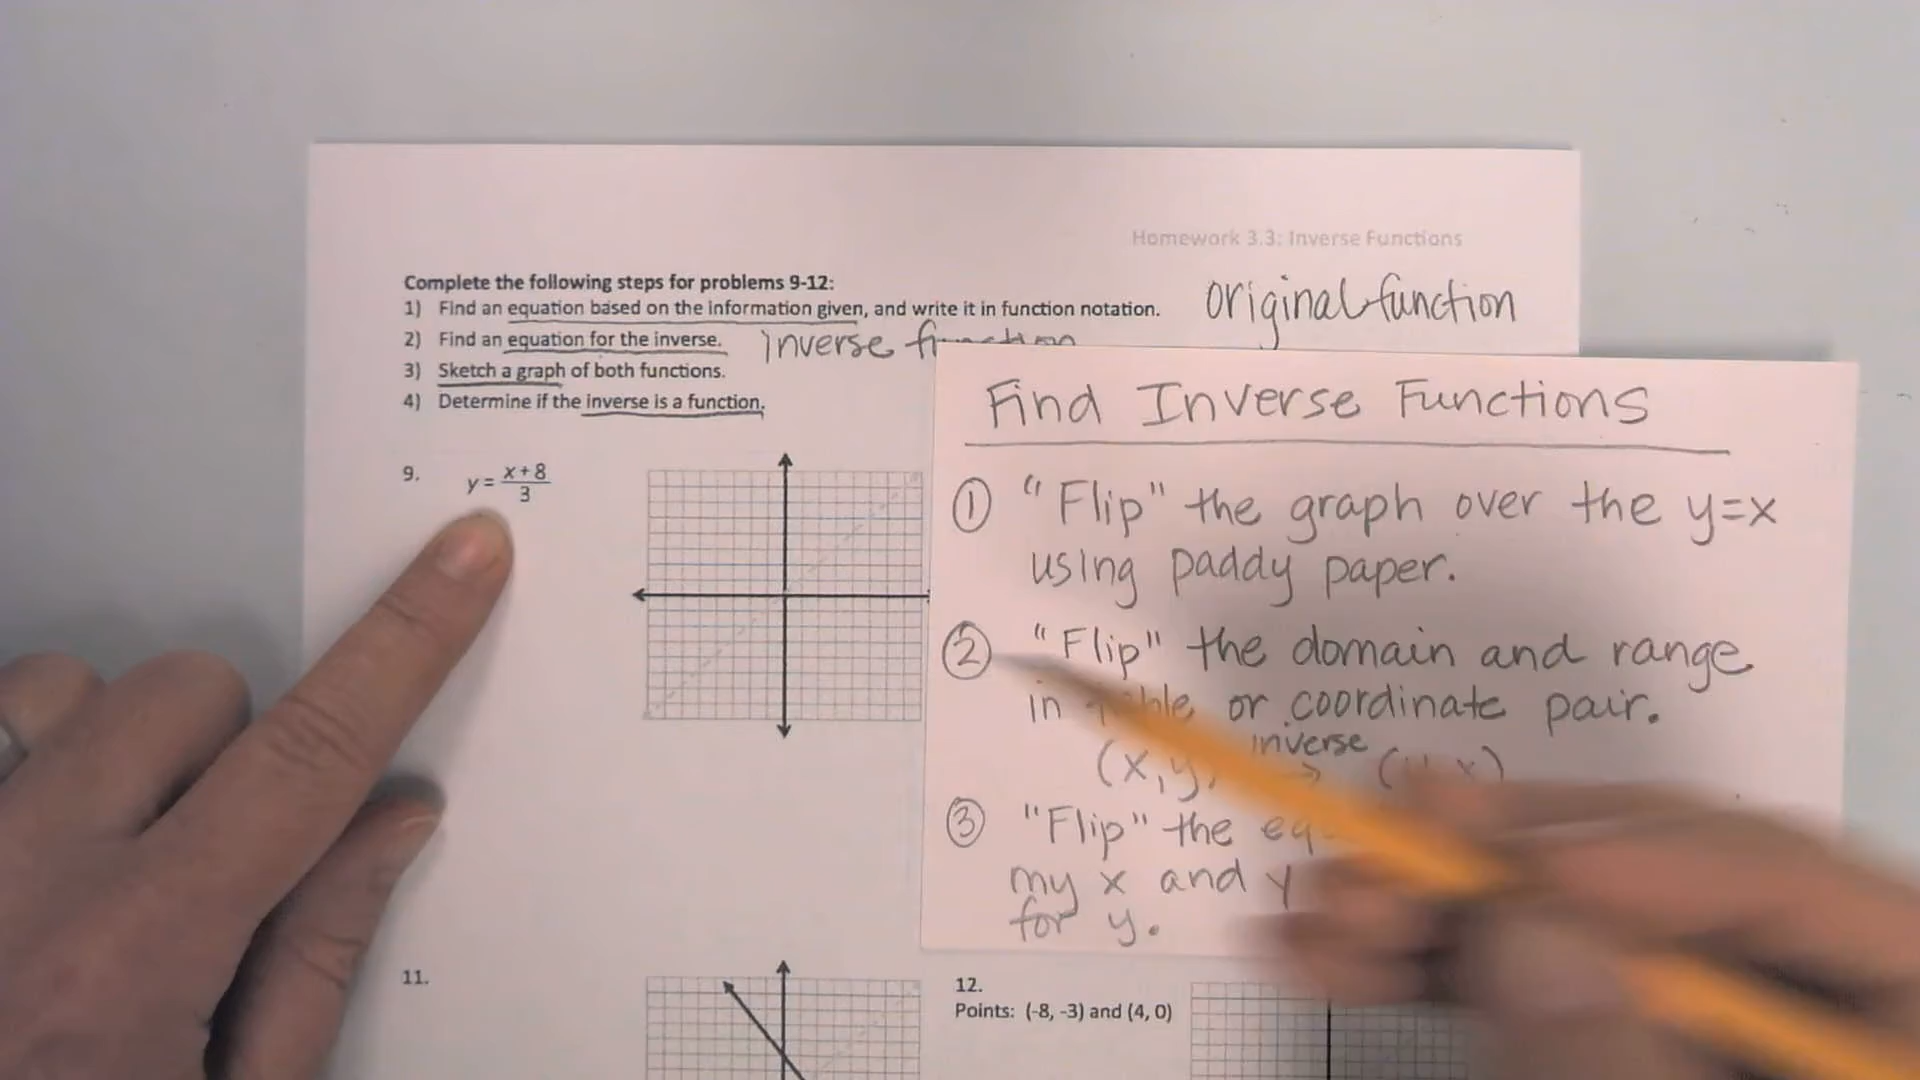 Homework 3.3: Inverse Functions
Complete the following steps for problems 9-12:
1) Find an equation based on the information given, and write it in function notation.
original function
2) Find an equation for the inverse.
inverse function
3) Sketch a graph of both functions.
4) Determine if the inverse is a function.
9.
y = x + 8 / 3
Find Inverse Functions
① "Flip" the graph over the y=x
using paddy paper.
② "Flip" the domain and range
in or coordinate pair.
inverse
(x,y → (y,x)
③ "Flip" the
my x and y
for y.
11.
12.
Points: (-8, -3) and (4, 0)